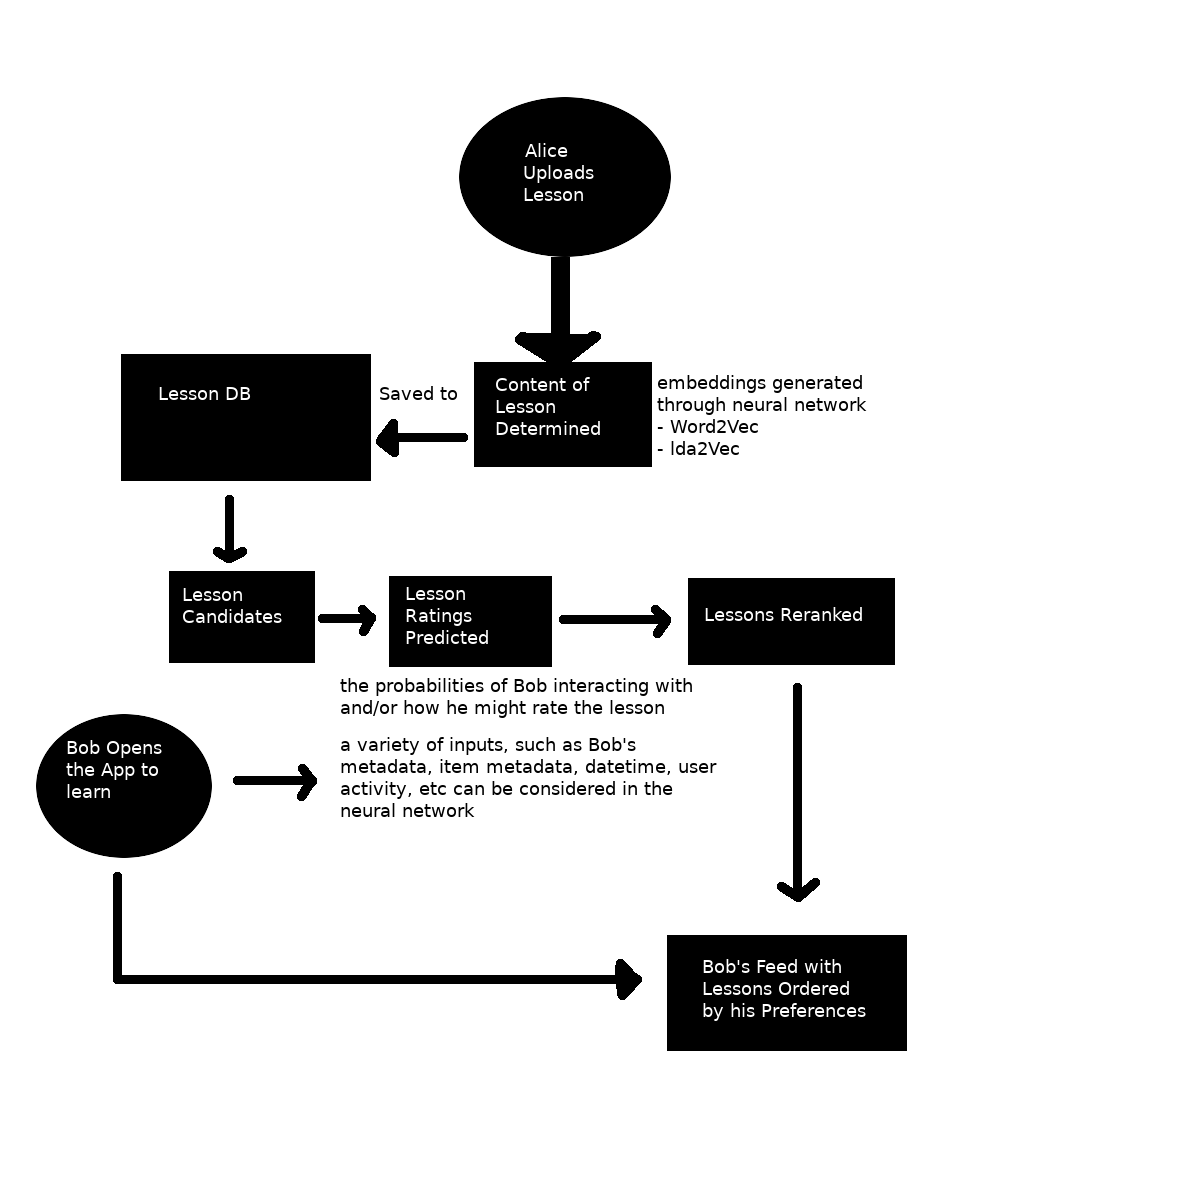 Alice
Uploads
Lesson
Lesson DB
Saved to
Content of
Lesson
Determined
embeddings generated
through neural network
- Word2Vec
- lda2Vec
Lesson
Candidates
Lesson
Ratings
Predicted
Lessons Reranked
the probabilities of Bob interacting with
and/or how he might rate the lesson
Bob Opens
the App to
learn
a variety of inputs, such as Bob's
metadata, item metadata, datetime, user
activity, etc can be considered in the
neural network
Bob's Feed with
Lessons Ordered
by his Preferences